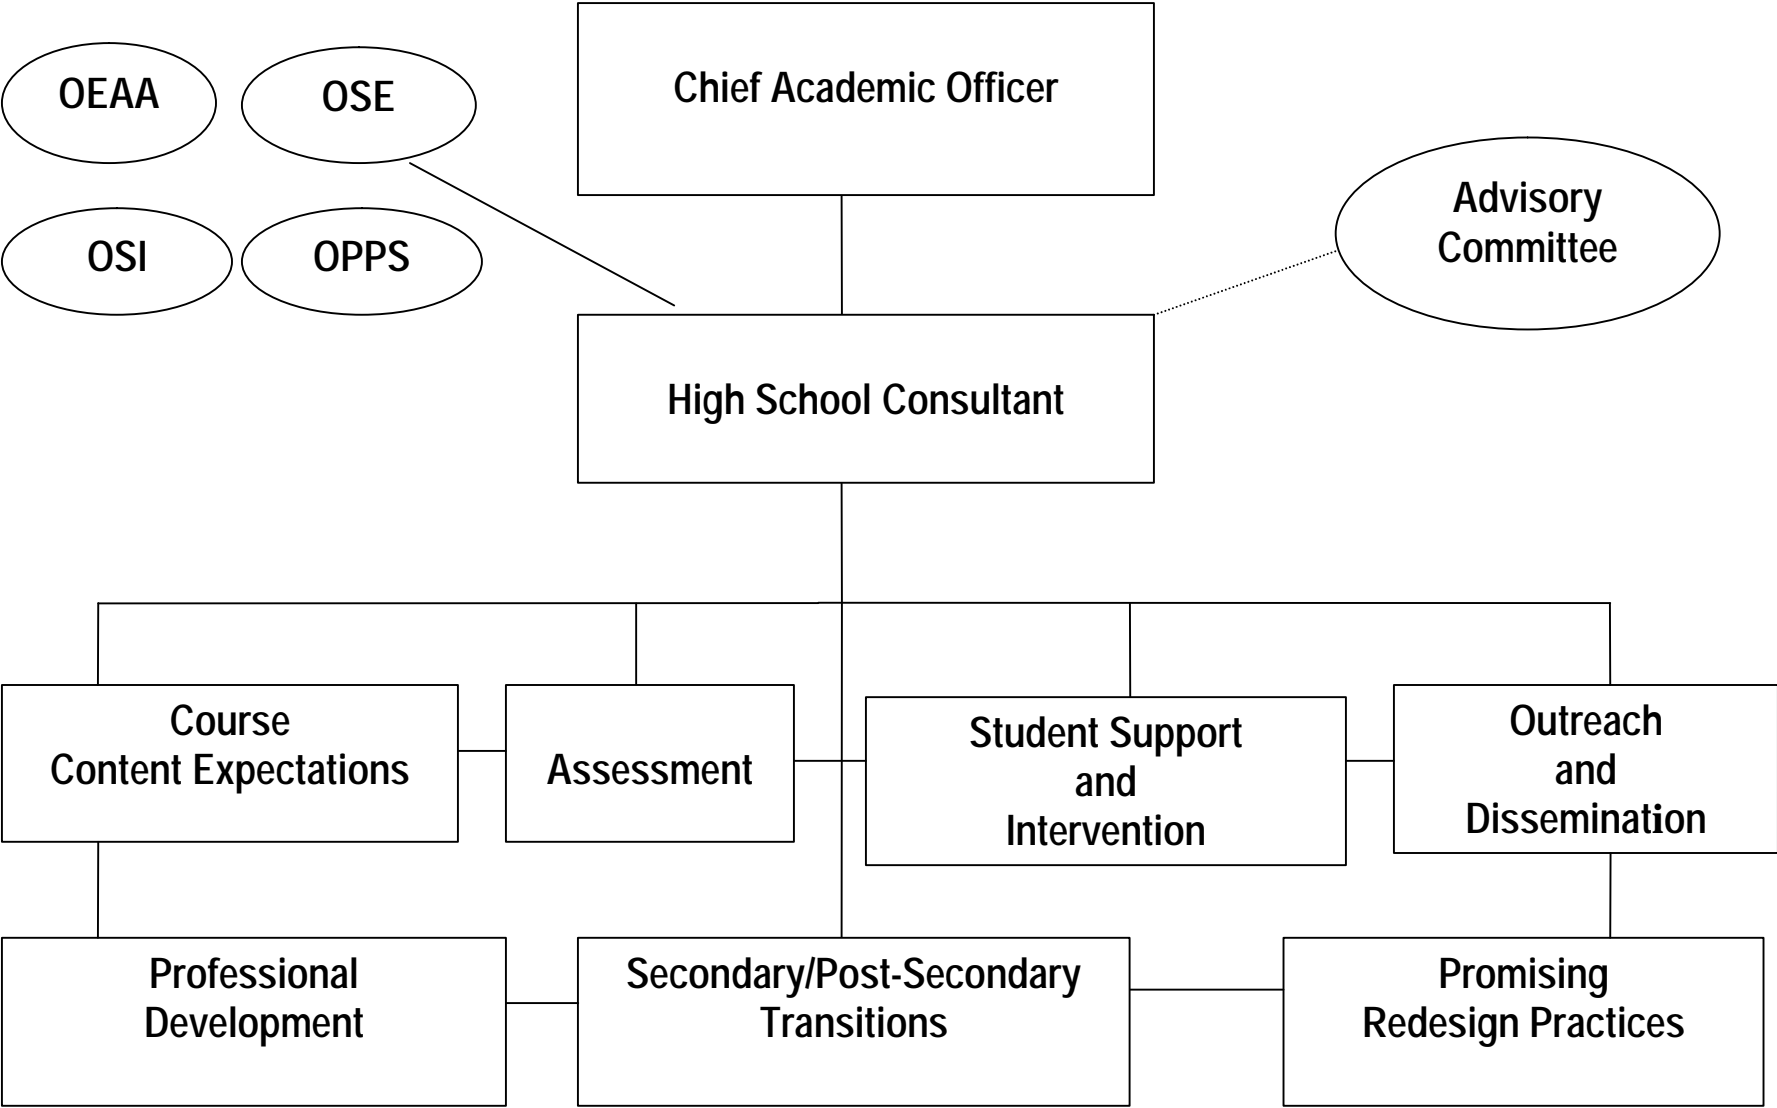 OEAA
OSE
Chief Academic Officer
OSI
OPPS
Advisory
Committee
High School Consultant
Course
Content Expectations
Assessment
Student Support
and
Intervention
Outreach
and
Dissemination
Professional
Development
Secondary/Post-Secondary
Transitions
Promising
Redesign Practices